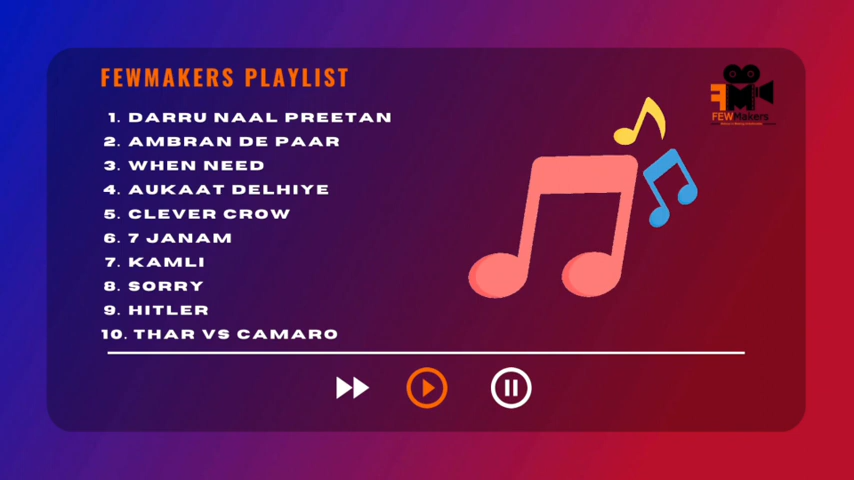 FEWMAKERS PLAYLIST
1. DARRU NAAL PREETAN
2. AMBRAN DE PAAR
3. WHEN NEED
4. AUKAAT DELHIYE
5. CLEVER CROW
6. 7 JANAM
7. KAMLI
8. SORRY
9. HITLER
10. THAR VS CAMARO
FM
FEWMakers